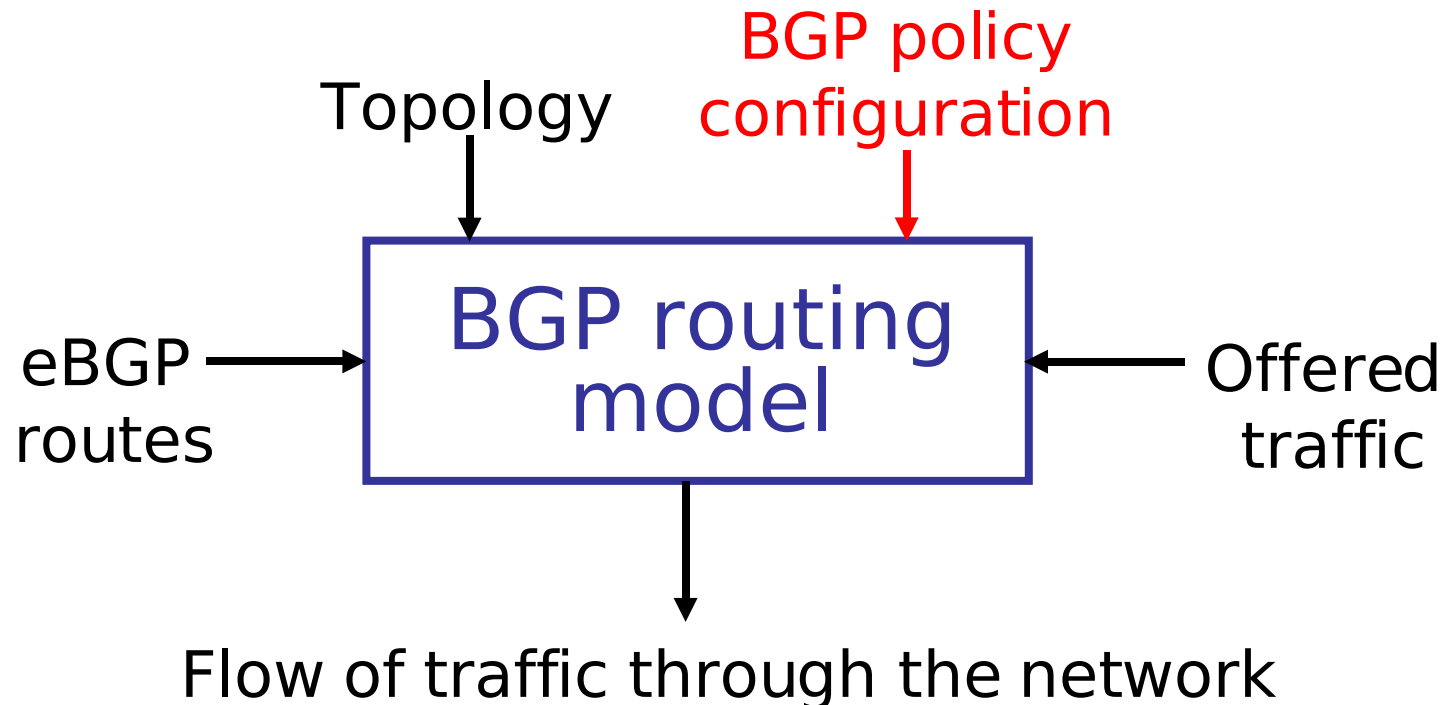 BGP policy
configuration
Topology
BGP routing
model
eBGP
routes
Offered
traffic
Flow of traffic through the network